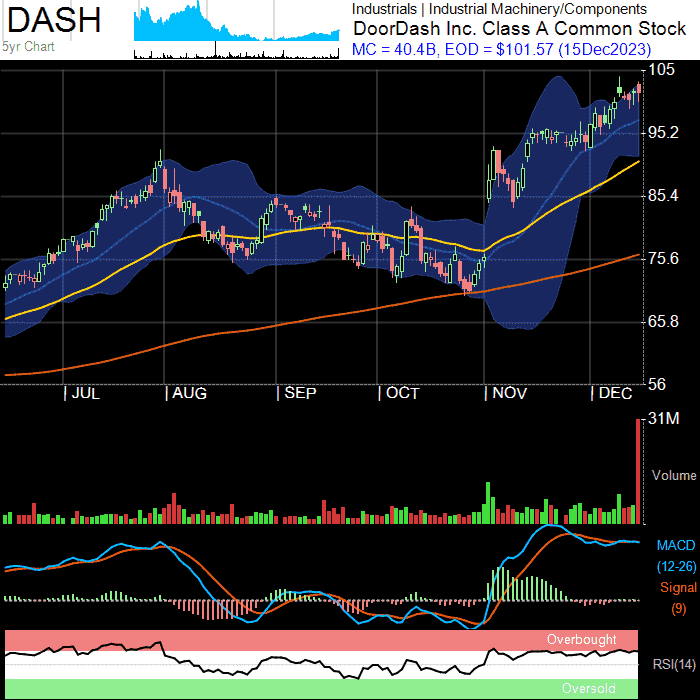 DASH
5yr Chart
Industrials | Industrial Machinery/Components
DoorDash Inc. Class A Common Stock
MC = 40.4B, EOD = $101.57 (15Dec2023)
105
95.2
85.4
75.6
65.8
56
| JUL | AUG | SEP | OCT | NOV | DEC
31M
Volume
MACD
(12-26)
Signal
(9)
Overbought
RSI(14)
Oversold